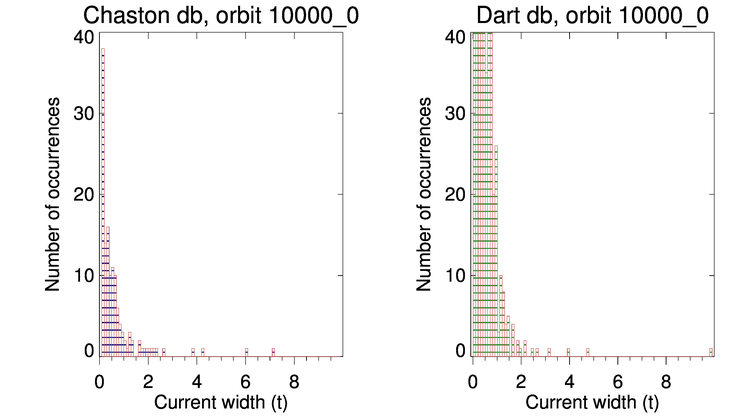 Chaston db, orbit 10000_0
Number of occurrences
40
30
20
10
0
0 2 4 6 8
Current width (t)
Dart db, orbit 10000_0
Number of occurrences
40
30
20
10
0
0 2 4 6 8
Current width (t)